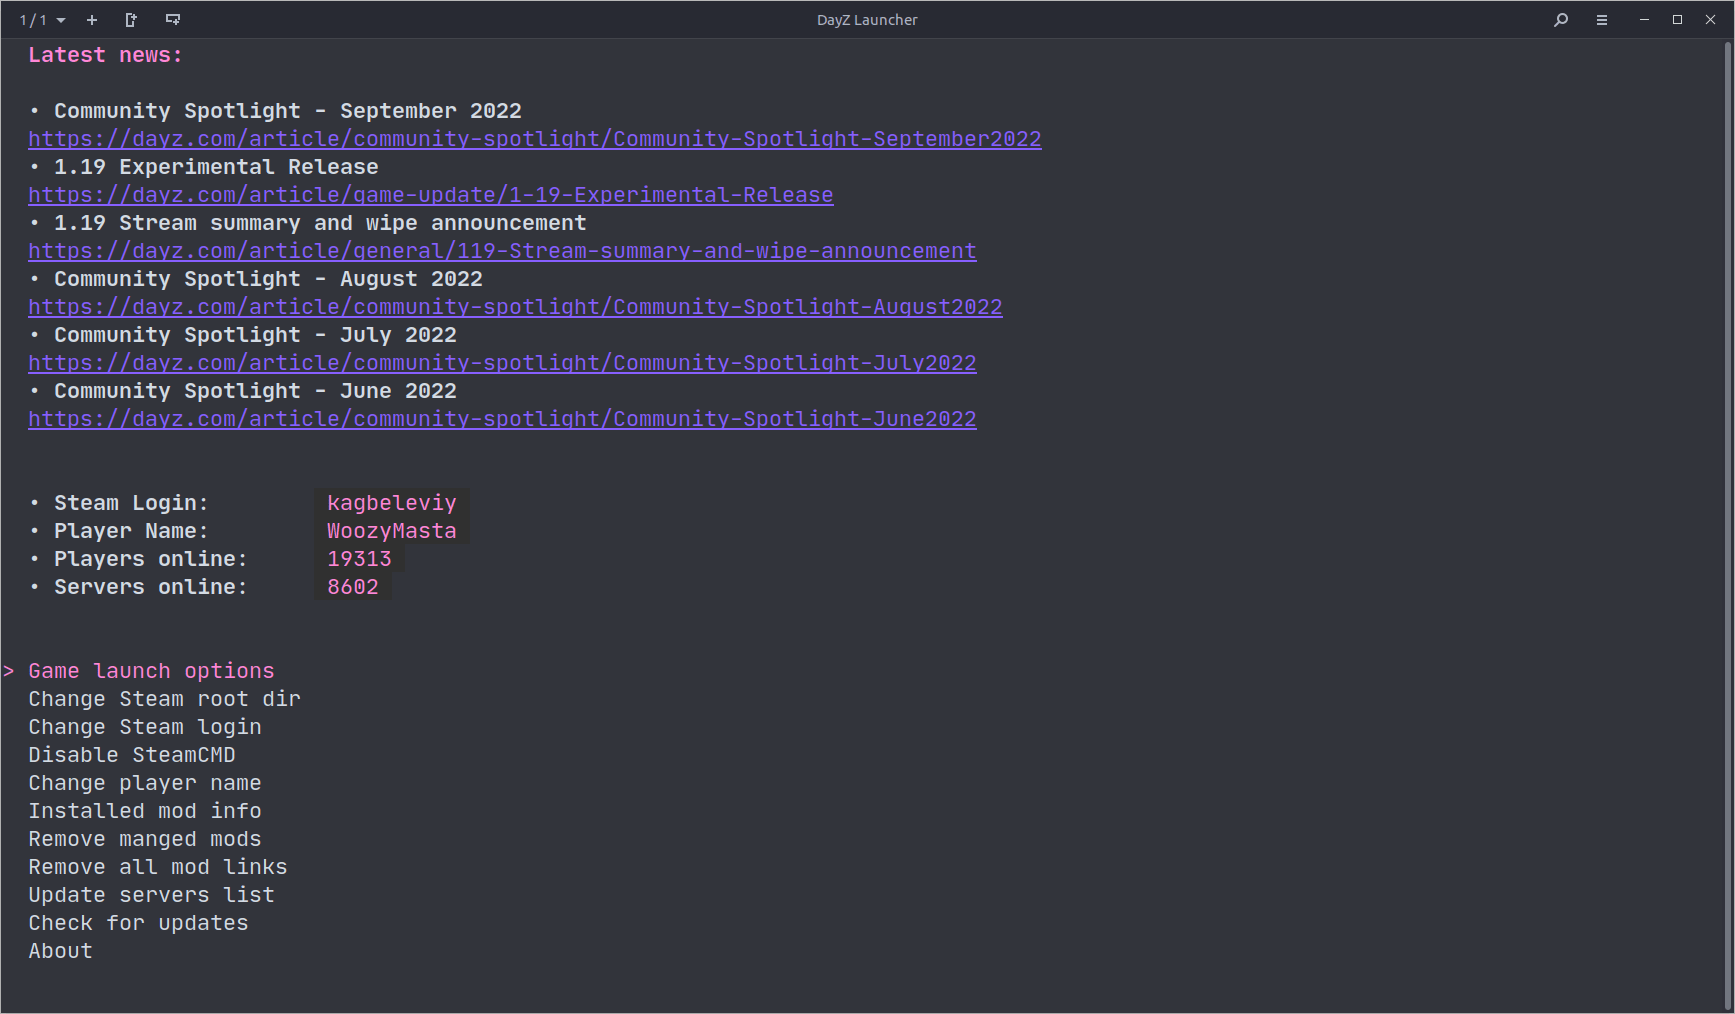 1 / 1
DayZ Launcher
Latest news:
• Community Spotlight - September 2022
https://dayz.com/article/community-spotlight/Community-Spotlight-September2022
• 1.19 Experimental Release
https://dayz.com/article/game-update/1-19-Experimental-Release
• 1.19 Stream summary and wipe announcement
https://dayz.com/article/general/119-Stream-summary-and-wipe-announcement
• Community Spotlight - August 2022
https://dayz.com/article/community-spotlight/Community-Spotlight-August2022
• Community Spotlight - July 2022
https://dayz.com/article/community-spotlight/Community-Spotlight-July2022
• Community Spotlight - June 2022
https://dayz.com/article/community-spotlight/Community-Spotlight-June2022
• Steam Login: kagbeleviy
• Player Name: WoozyMasta
• Players online: 19313
• Servers online: 8602
> Game launch options
Change Steam root dir
Change Steam login
Disable SteamCMD
Change player name
Installed mod info
Remove manged mods
Remove all mod links
Update servers list
Check for updates
About